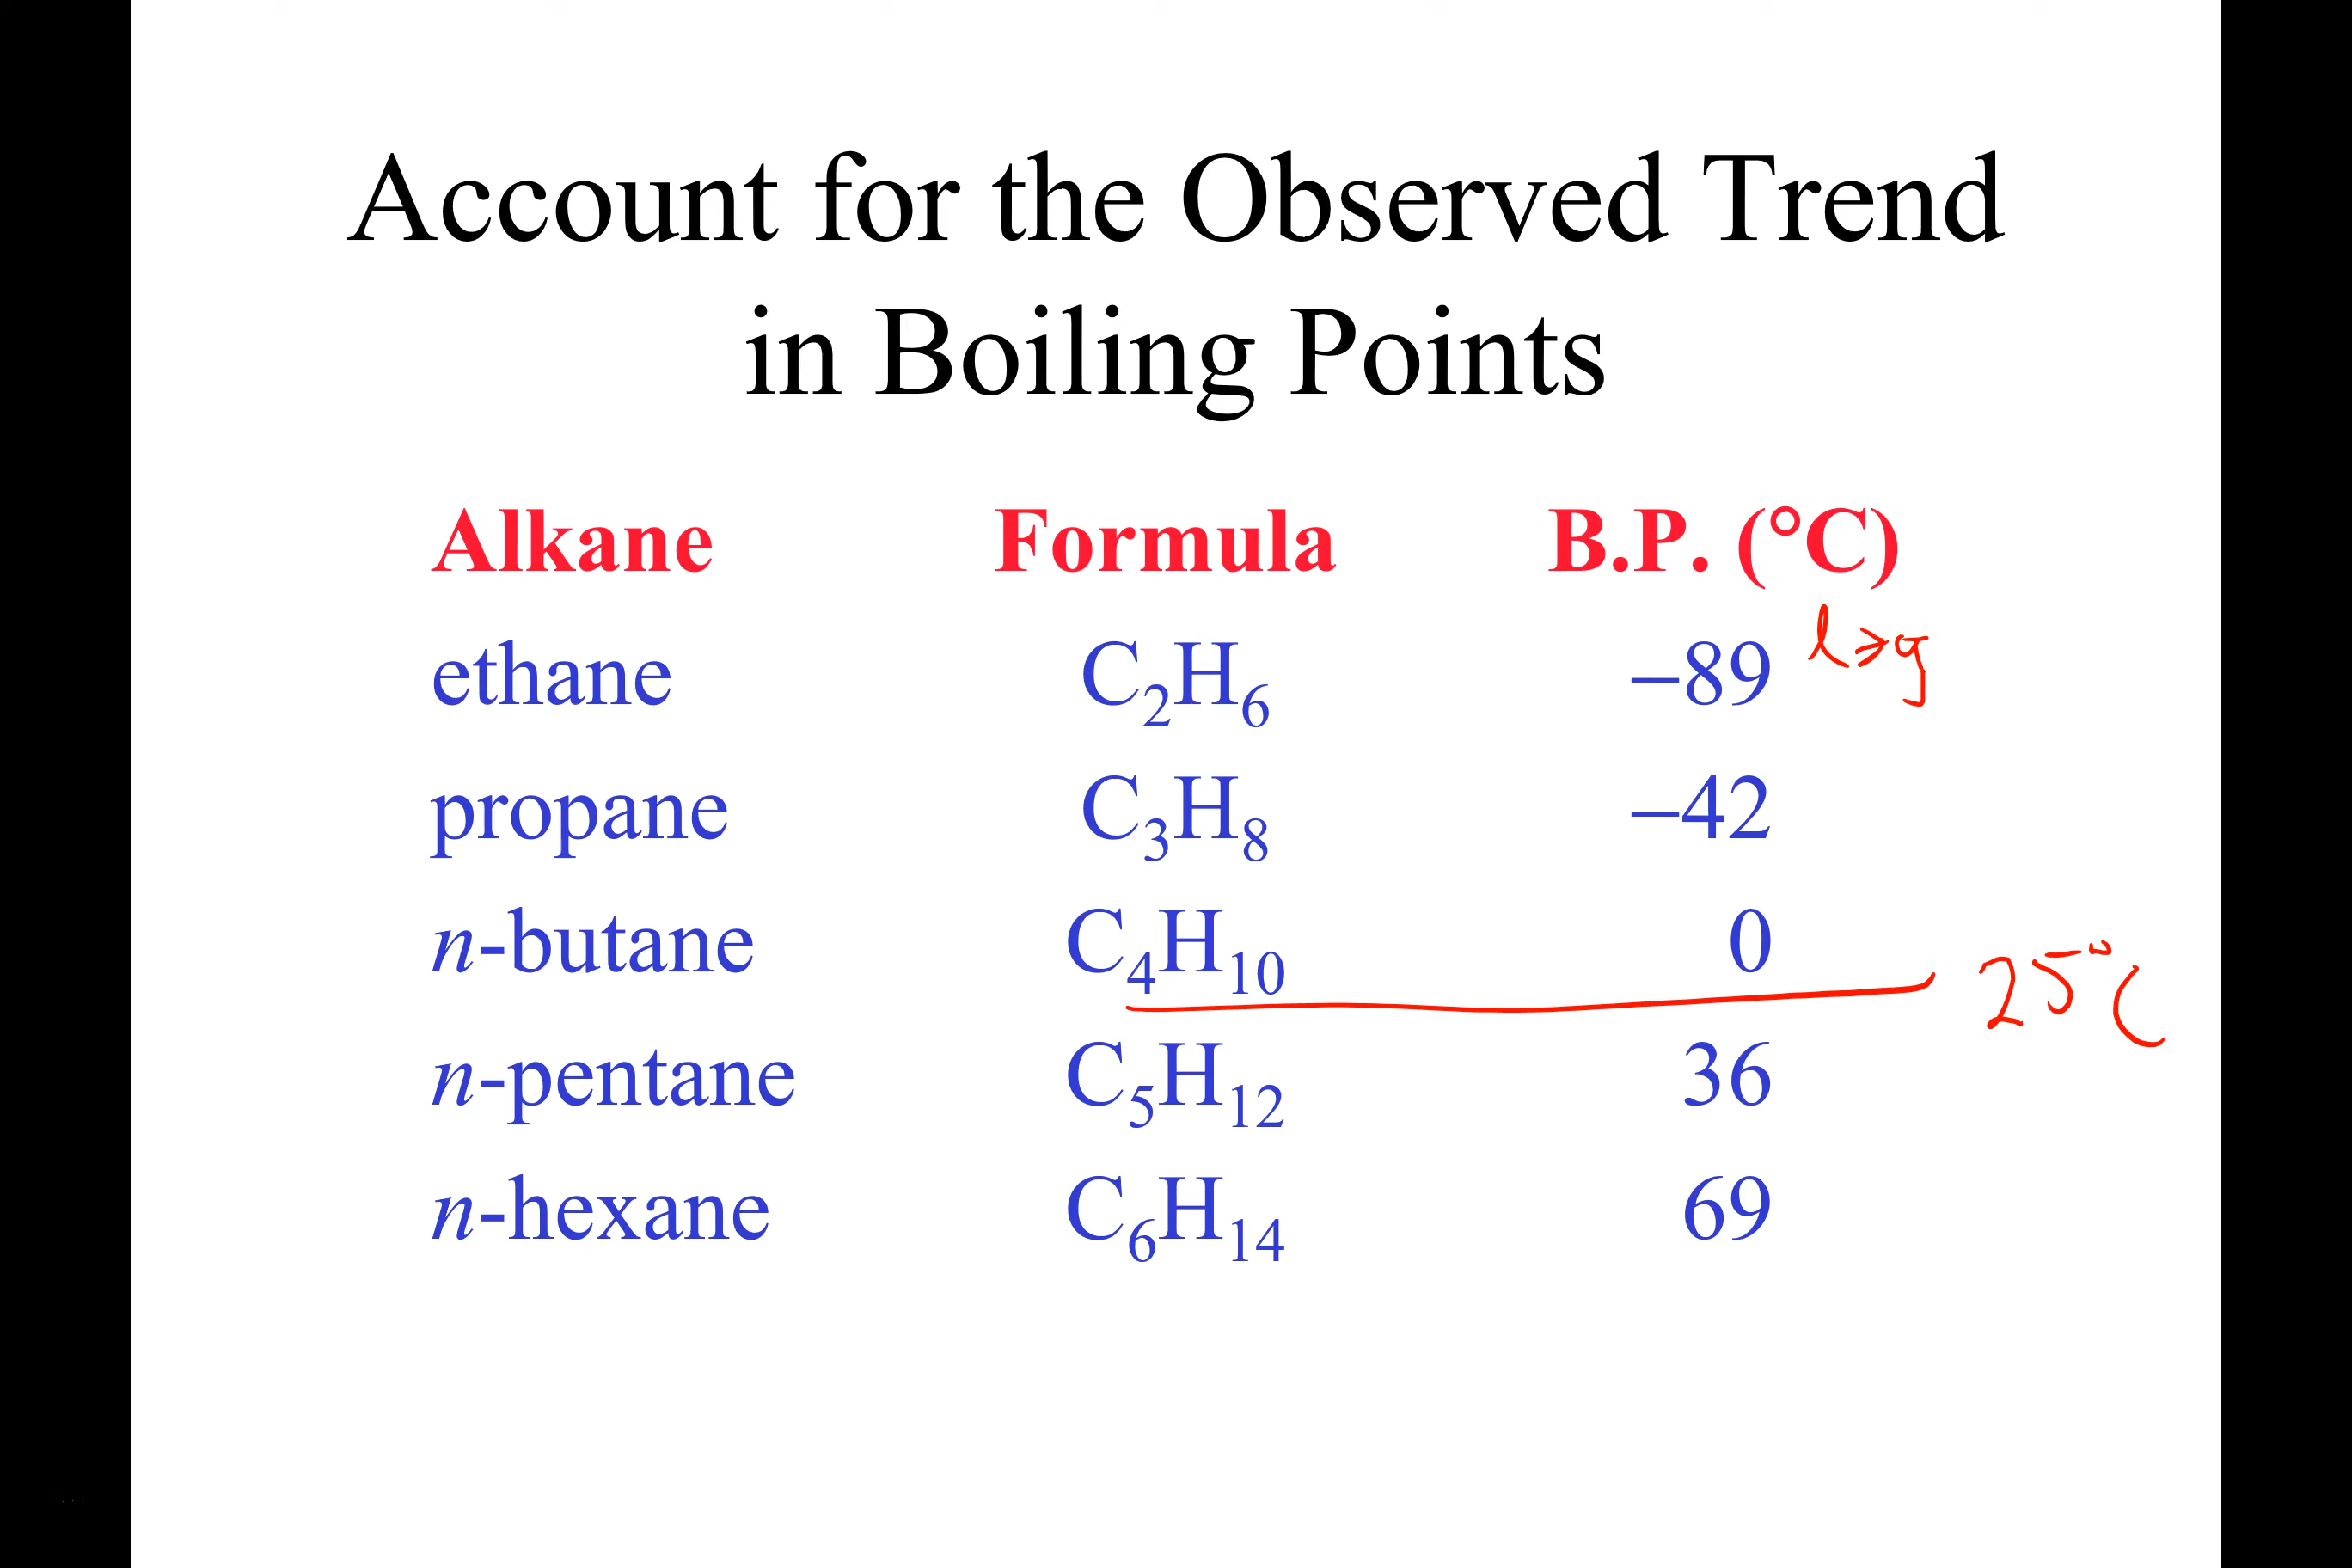 Account for the Observed Trend
in Boiling Points
Alkane Formula B.P. (°C)
ethane C₂H₆ –89 l→g
propane C₃H₈ –42
n-butane C₄H₁₀ 0
25°C
n-pentane C₅H₁₂ 36
n-hexane C₆H₁₄ 69